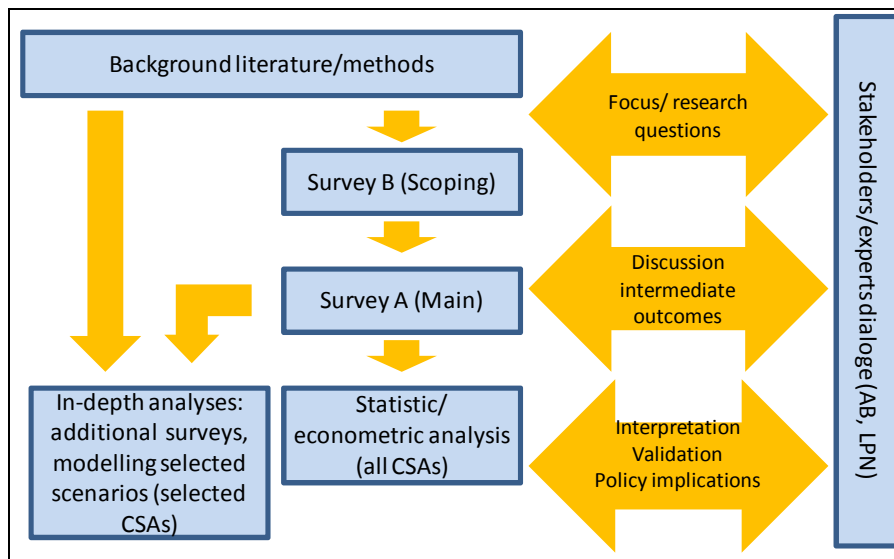 Background literature/methods
Focus/ research
questions
Survey B (Scoping)
Survey A (Main)
Discussion
intermediate
outcomes
In-depth analyses:
additional surveys,
modelling selected
scenarios (selected
CSAs)
Statistic/
econometric analysis
(all CSAs)
Interpretation
Validation
Policy implications
Stakeholders/experts dialoge (AB, LPN)